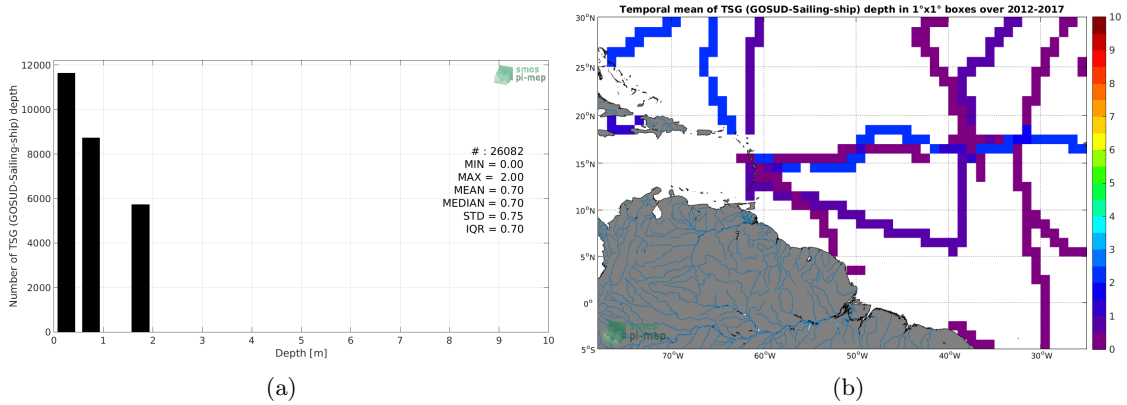 Number of TSG (GOSUD-Sailing-ship) depth
12000
10000
8000
6000
4000
2000
0
smos
pi-mep
# : 26082
MIN = 0.00
MAX = 2.00
MEAN = 0.70
MEDIAN = 0.70
STD = 0.75
IQR = 0.70
0 1 2 3 4 5 6 7 8 9 10
Depth [m]
(a)
Temporal mean of TSG (GOSUD-Sailing-ship) depth in 1°x1° boxes over 2012-2017
30°N
25°N
20°N
15°N
10°N
5°N
0°
5°S
smos
pi-mep
70°W 60°W 50°W 40°W 30°W
10
9
8
7
6
5
4
3
2
1
0
(b)